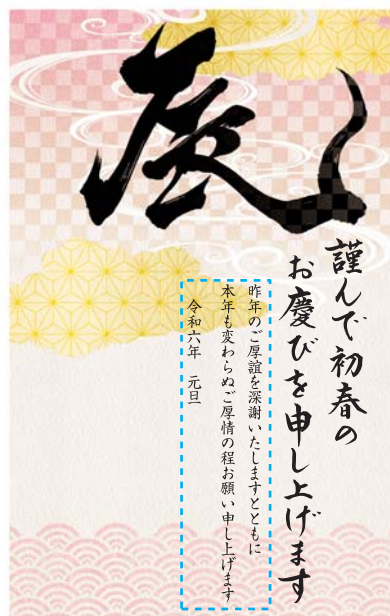 辰
謹んで初春の
お慶びを申し上げます
昨年のご厚誼を深謝いたしますとともに
本年も変わらぬご厚情の程お願い申し上げます
令和六年　元旦